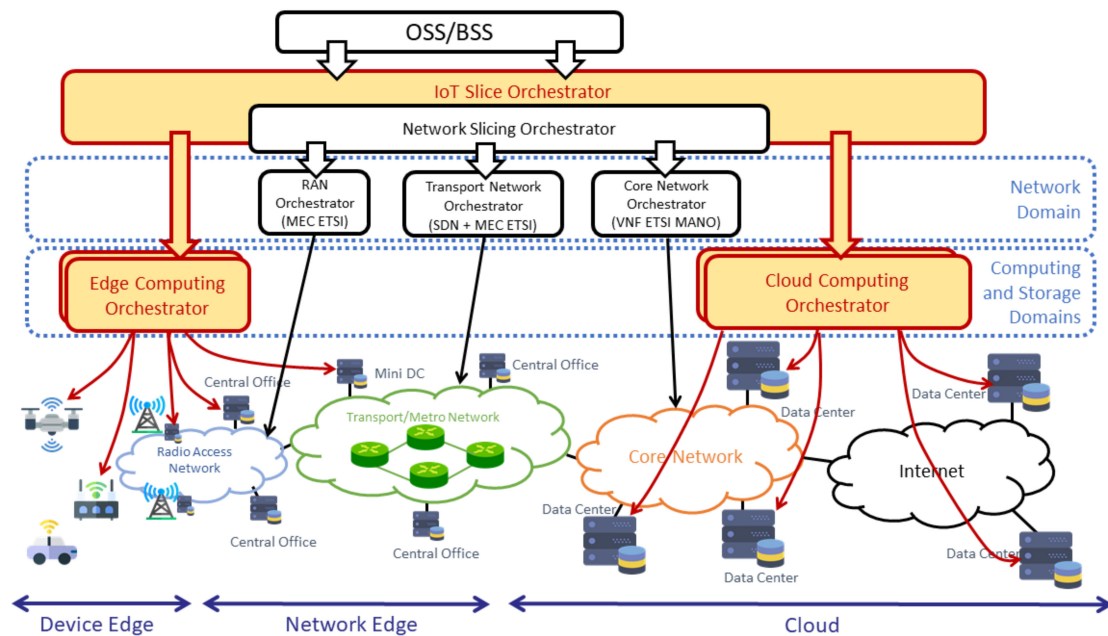 OSS/BSS
IoT Slice Orchestrator
Network Slicing Orchestrator
RAN
Orchestrator
(MEC ETSI)
Transport Network
Orchestrator
(SDN + MEC ETSI)
Core Network
Orchestrator
(VNF ETSI MANO)
Network
Domain
Edge Computing
Orchestrator
Cloud Computing
Orchestrator
Computing
and Storage
Domains
Central Office
Mini DC
Central Office
Data Center
Data Center
Transport/Metro Network
Radio Access
Network
Core Network
Internet
Central Office
Central Office
Data Center
Data Center
Data Center
Device Edge
Network Edge
Cloud